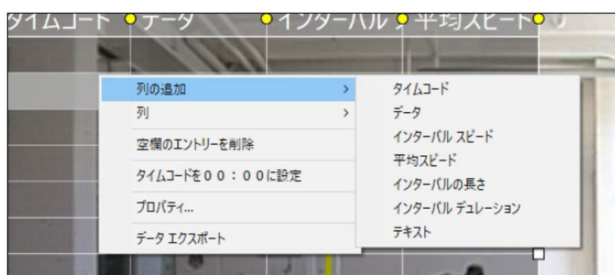 タイムコード データ インターバル 平均スピード
列の追加
列
空欄のエントリーを削除
タイムコードを００：００に設定
プロパティ...
データ エクスポート
タイムコード
データ
インターバル スピード
平均スピード
インターバルの長さ
インターバル デュレーション
テキスト